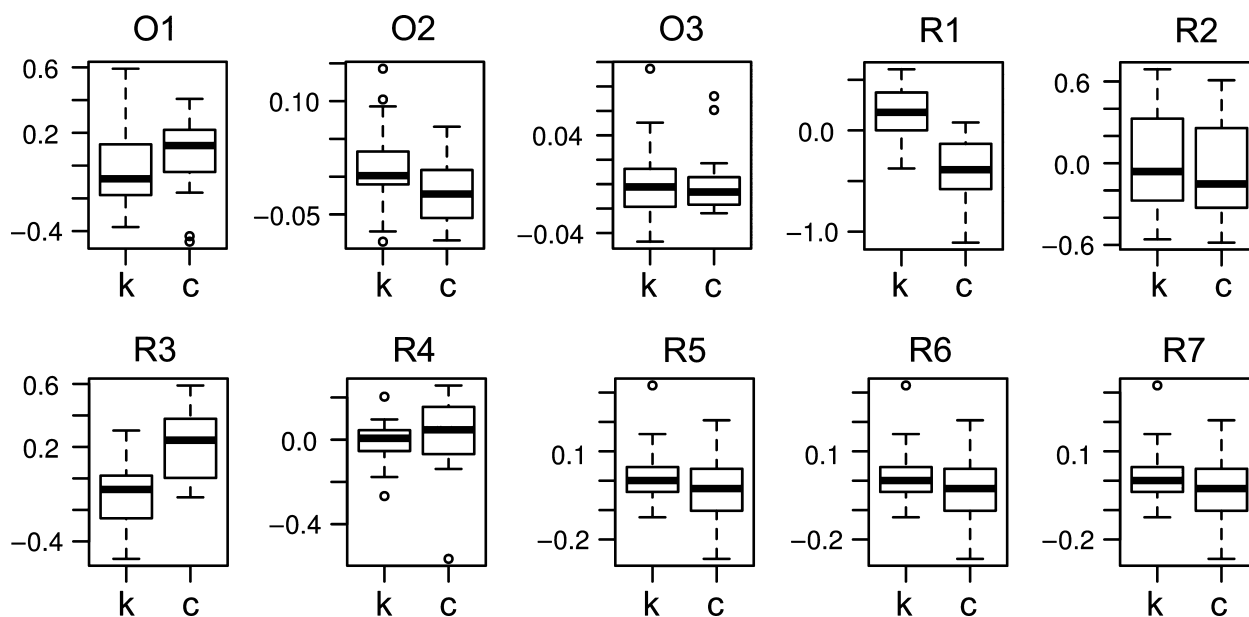 O1 O2 O3 R1 R2
0.6 0.2 −0.4 k c
0.10 −0.05 k c
0.04 −0.04 k c
0.0 −1.0 k c
0.6 0.0 −0.6 k c
R3 R4 R5 R6 R7
0.6 0.2 −0.4 k c
0.0 −0.4 k c
0.1 −0.2 k c
0.1 −0.2 k c
0.1 −0.2 k c